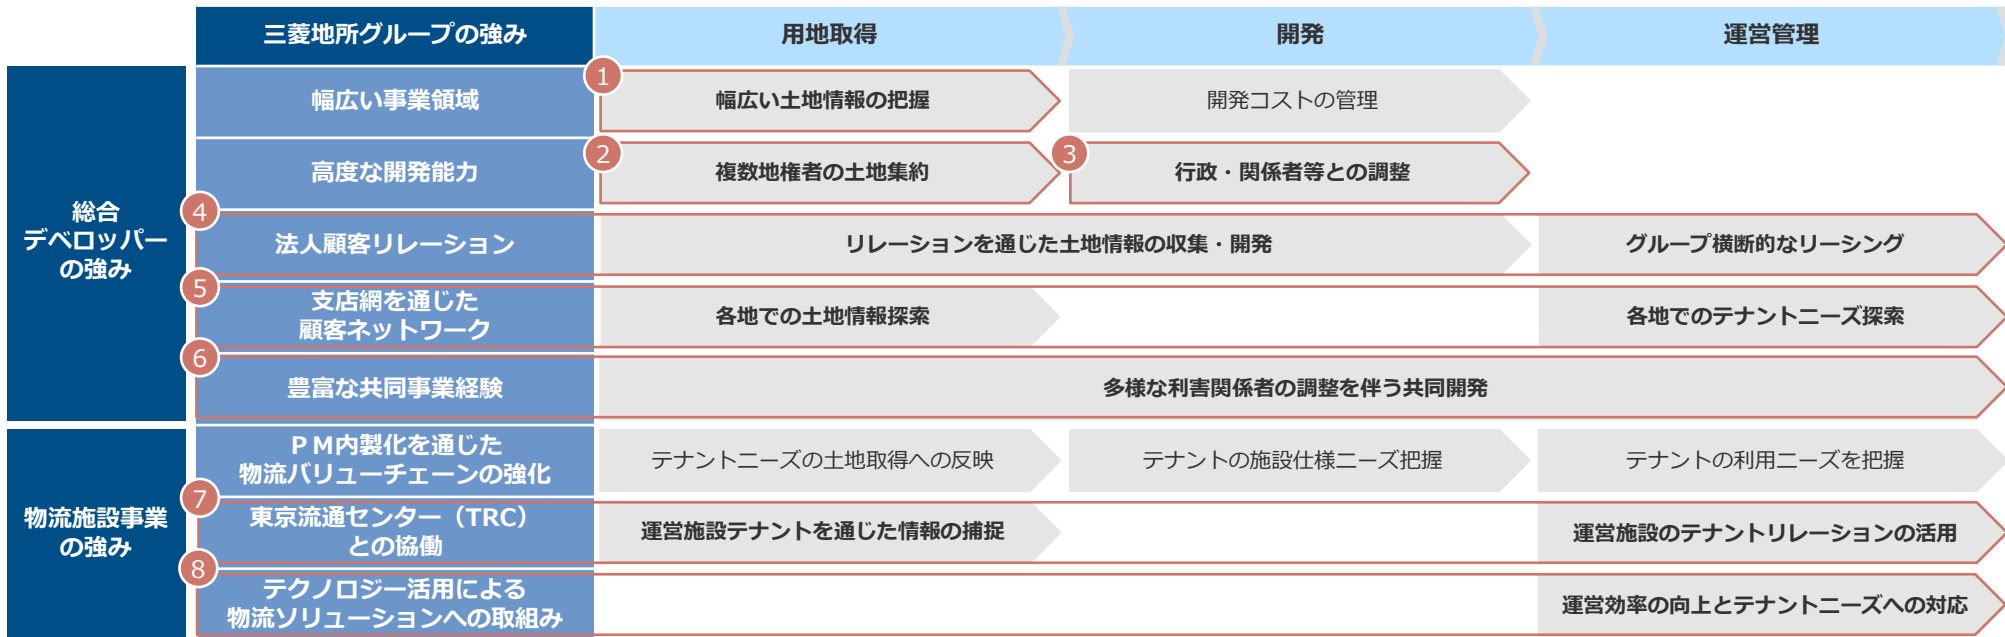 三菱地所グループの強み
用地取得
開発
運営管理
総合
デベロッパー
の強み
幅広い事業領域
1
幅広い土地情報の把握
開発コストの管理
高度な開発能力
2
複数地権者の土地集約
3
行政・関係者等との調整
4
法人顧客リレーション
リレーションを通じた土地情報の収集・開発
グループ横断的なリーシング
5
支店網を通じた
顧客ネットワーク
各地での土地情報探索
各地でのテナントニーズ探索
6
豊富な共同事業経験
多様な利害関係者の調整を伴う共同開発
物流施設事業
の強み
ＰＭ内製化を通じた
物流バリューチェーンの強化
テナントニーズの土地取得への反映
テナントの施設仕様ニーズ把握
テナントの利用ニーズを把握
7
東京流通センター（TRC）
との協働
運営施設テナントを通じた情報の捕捉
運営施設のテナントリレーションの活用
8
テクノロジー活用による
物流ソリューションへの取組み
運営効率の向上とテナントニーズへの対応